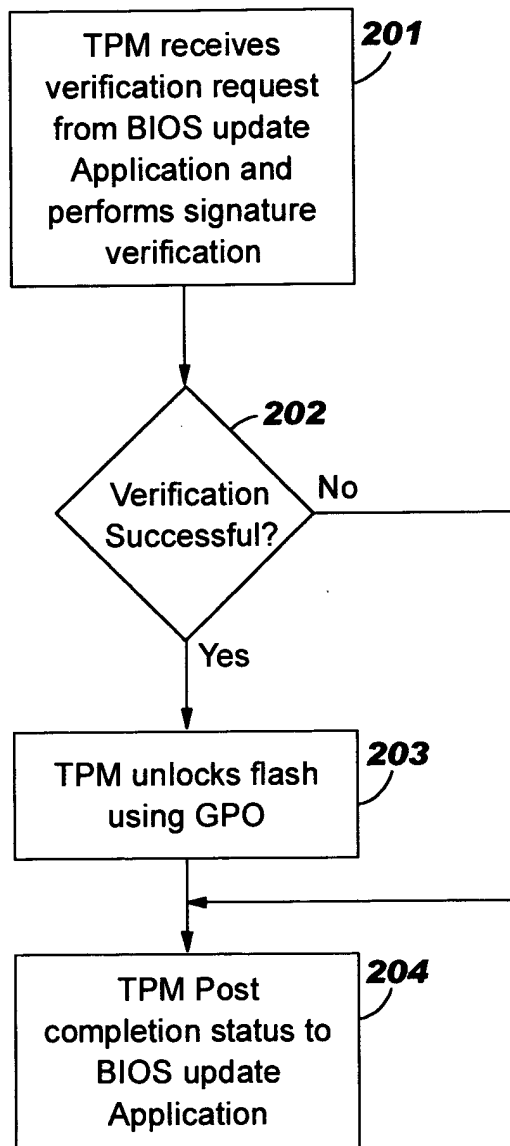 TPM receives
verification request
from BIOS update
Application and
performs signature
verification
201
202
Verification
Successful?
No
Yes
TPM unlocks flash
using GPO
203
TPM Post
completion status to
BIOS update
Application
204